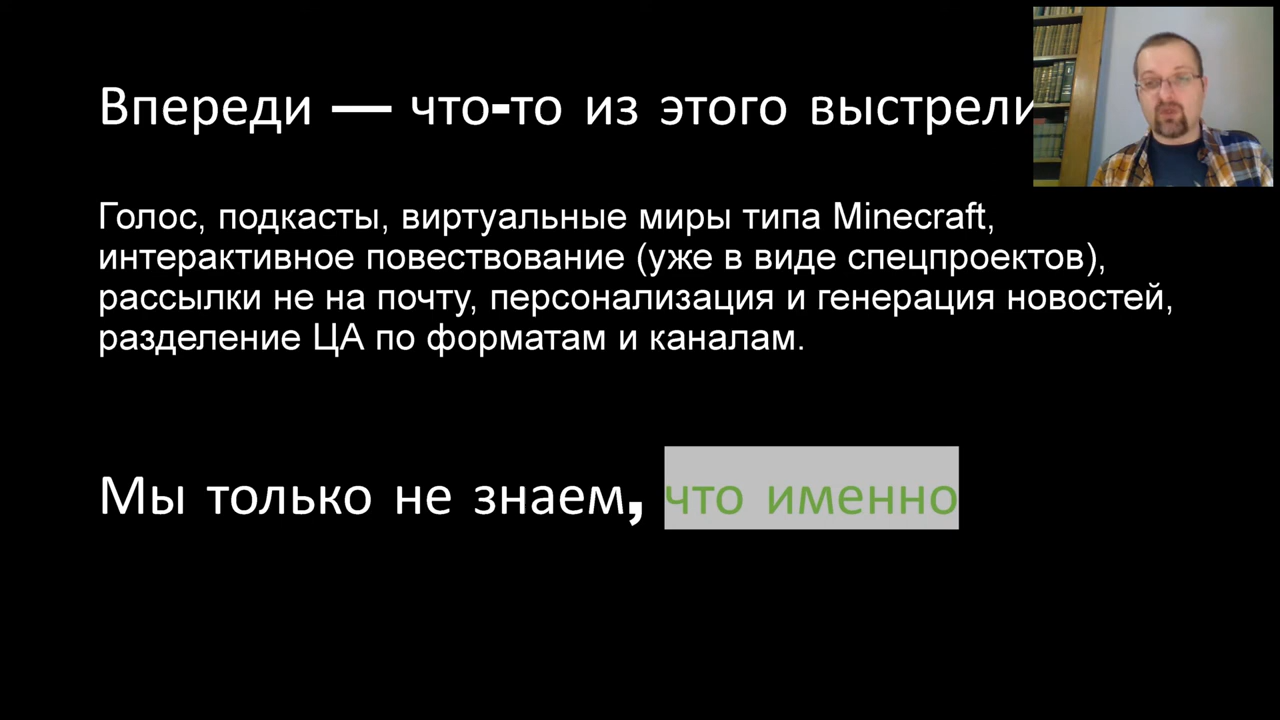 Впереди — что-то из этого выстрели
Голос, подкасты, виртуальные миры типа Minecraft,
интерактивное повествование (уже в виде спецпроектов),
рассылки не на почту, персонализация и генерация новостей,
разделение ЦА по форматам и каналам.
Мы только не знаем, что именно